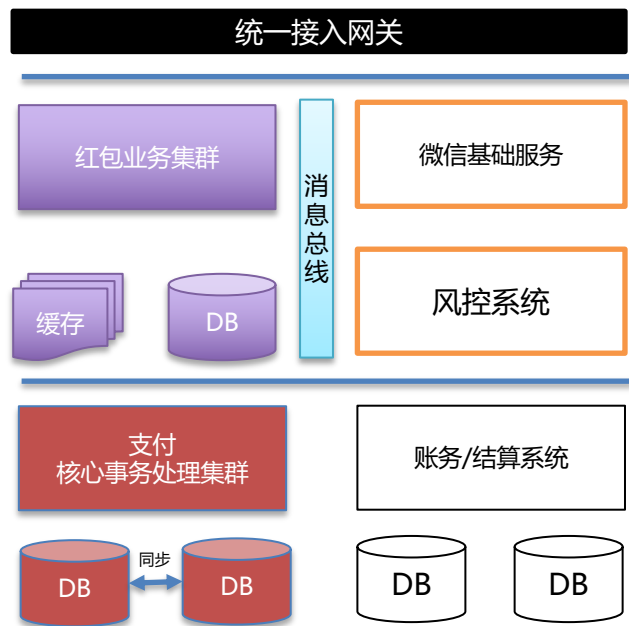 统一接入网关
红包业务集群
消息总线
微信基础服务
缓存
DB
风控系统
支付
核心事务处理集群
账务/结算系统
DB
同步
DB
DB
DB